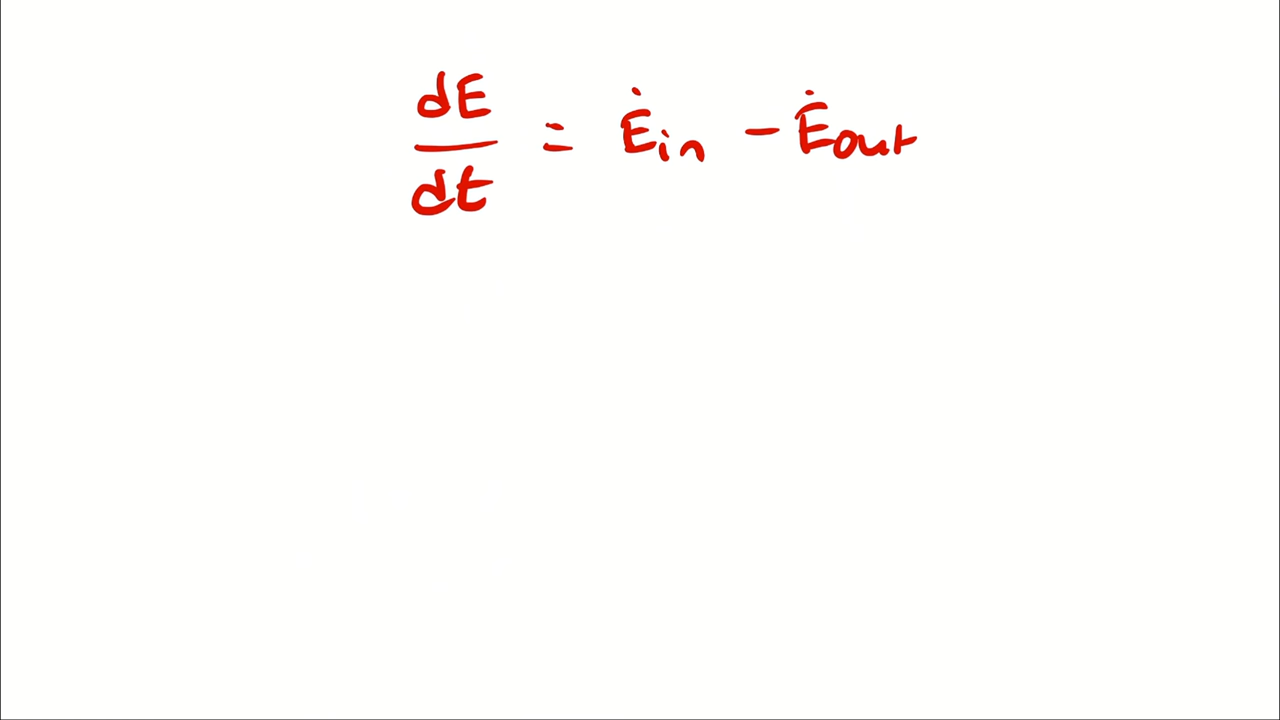 dE/dt = Ėin − Ėout